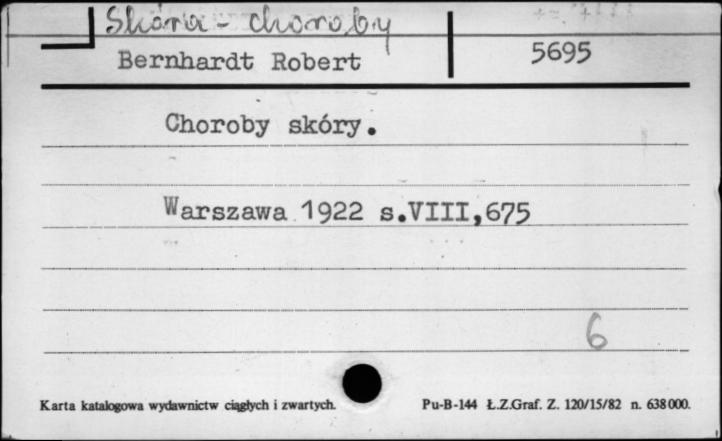 Skóra - choroby
Bernhardt Robert 5695
Choroby skóry.
Warszawa 1922 s.VIII,675
6
Karta katalogowa wydawnictw ciągłych i zwartych. Pu-B-144 Ł.Z.Graf. Z. 120/15/82 n. 638000.